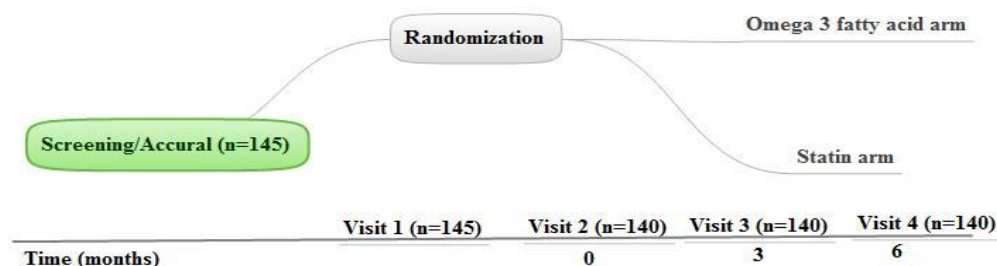 Randomization
Omega 3 fatty acid arm
Screening/Accural (n=145)
Statin arm
Visit 1 (n=145) Visit 2 (n=140) Visit 3 (n=140) Visit 4 (n=140)
Time (months) 0 3 6